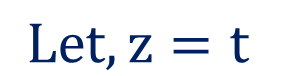 Let, z = t